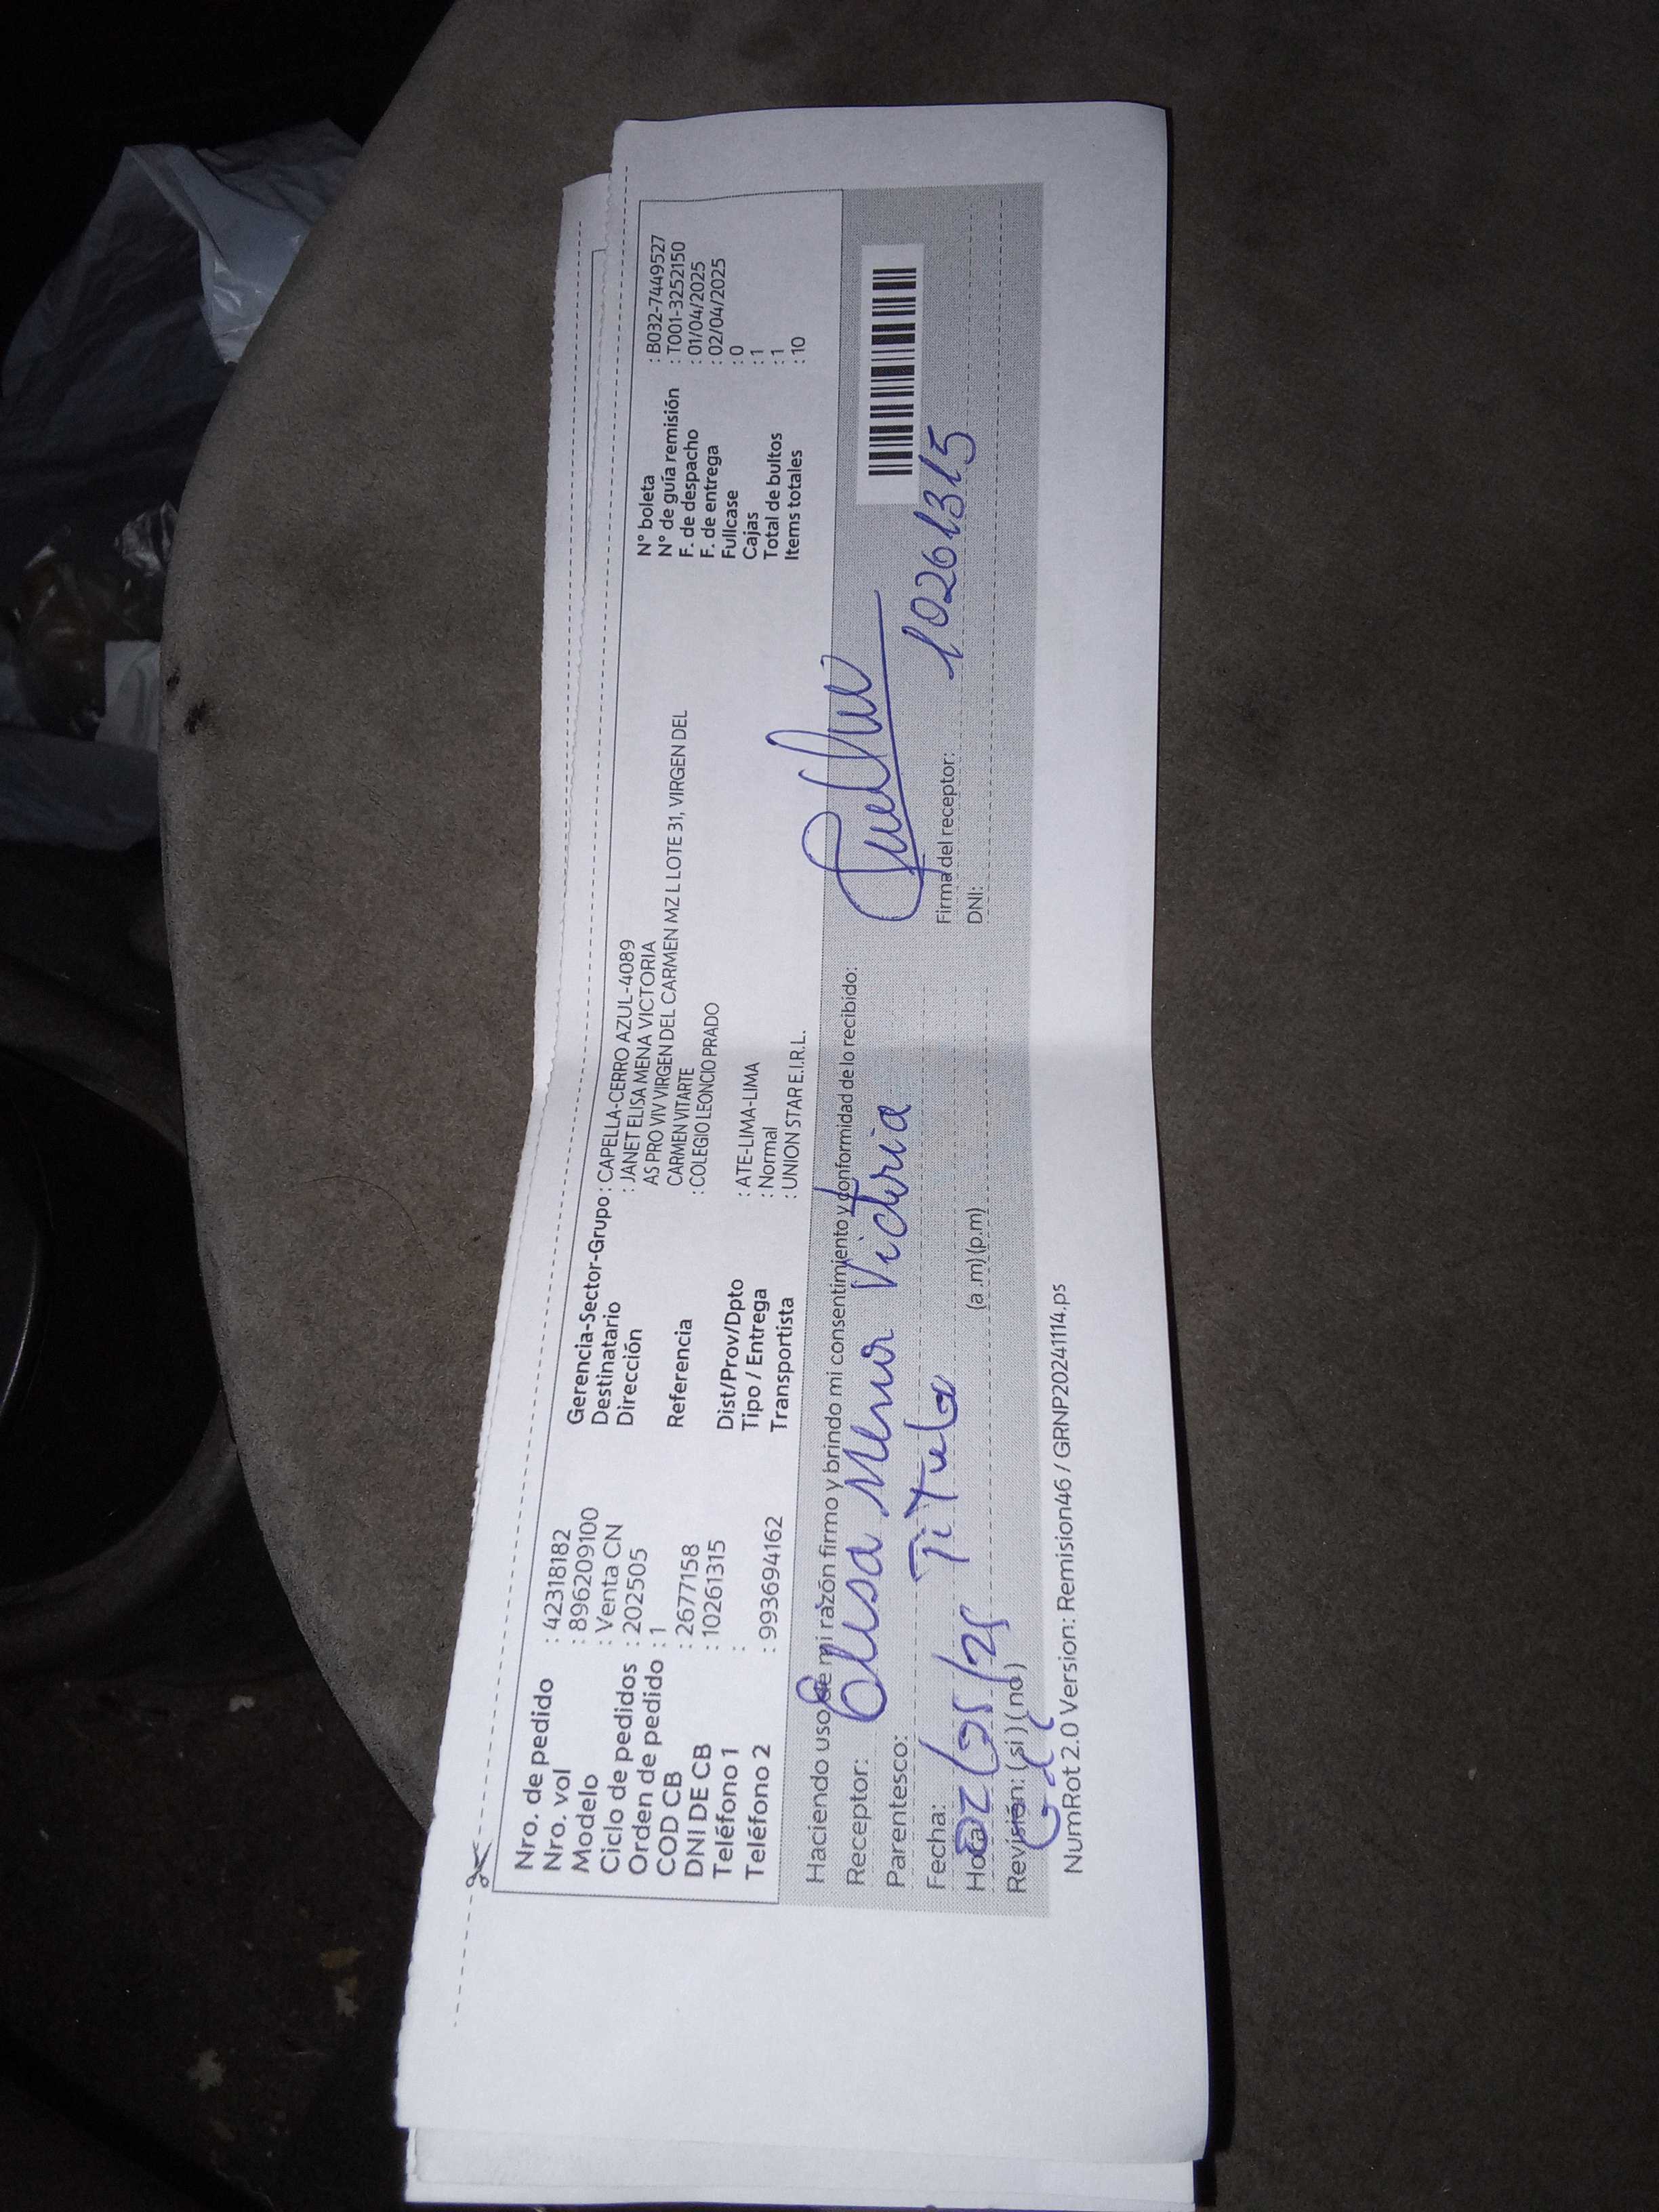 Nro. de pedido : 42318182
Nro. vol : 896209100
Modelo : Venta CN
Ciclo de pedidos : 202505
Orden de pedido : 1
COD CB : 2677158
DNI DE CB : 10261315
Teléfono 1 :
Teléfono 2 : 993694162
Gerencia-Sector-Grupo : CAPELLA-CERRO AZUL-4089
Destinatario : JANET ELISA MENA VICTORIA
Dirección AS PRO VIV VIRGEN DEL CARMEN MZ L LOTE 31, VIRGEN DEL
CARMEN VITARTE
Referencia : COLEGIO LEONCIO PRADO
Dist/Prov/Dpto : ATE-LIMA-LIMA
Tipo / Entrega : Normal
Transportista : UNION STAR E.I.R.L.
N° boleta : B032-7449527
N° de guía remisión : T001-3252150
F. de despacho : 01/04/2025
F. de entrega : 02/04/2025
Fullcase : 0
Cajas : 1
Total de bultos : 1
Items totales : 10
Haciendo uso de mi razón firmo y brindo mi consentimiento y conformidad de lo recibido:
Receptor: Elisa Mena Victoria
Parentesco: Titula
Fecha:
Hora: (a .m) (p.m)
Revisión: ( si ) ( no )
Firma del receptor:
DNI: 10261315
NumRot 2.0 Version: Remision46 / GRNP20241114.ps